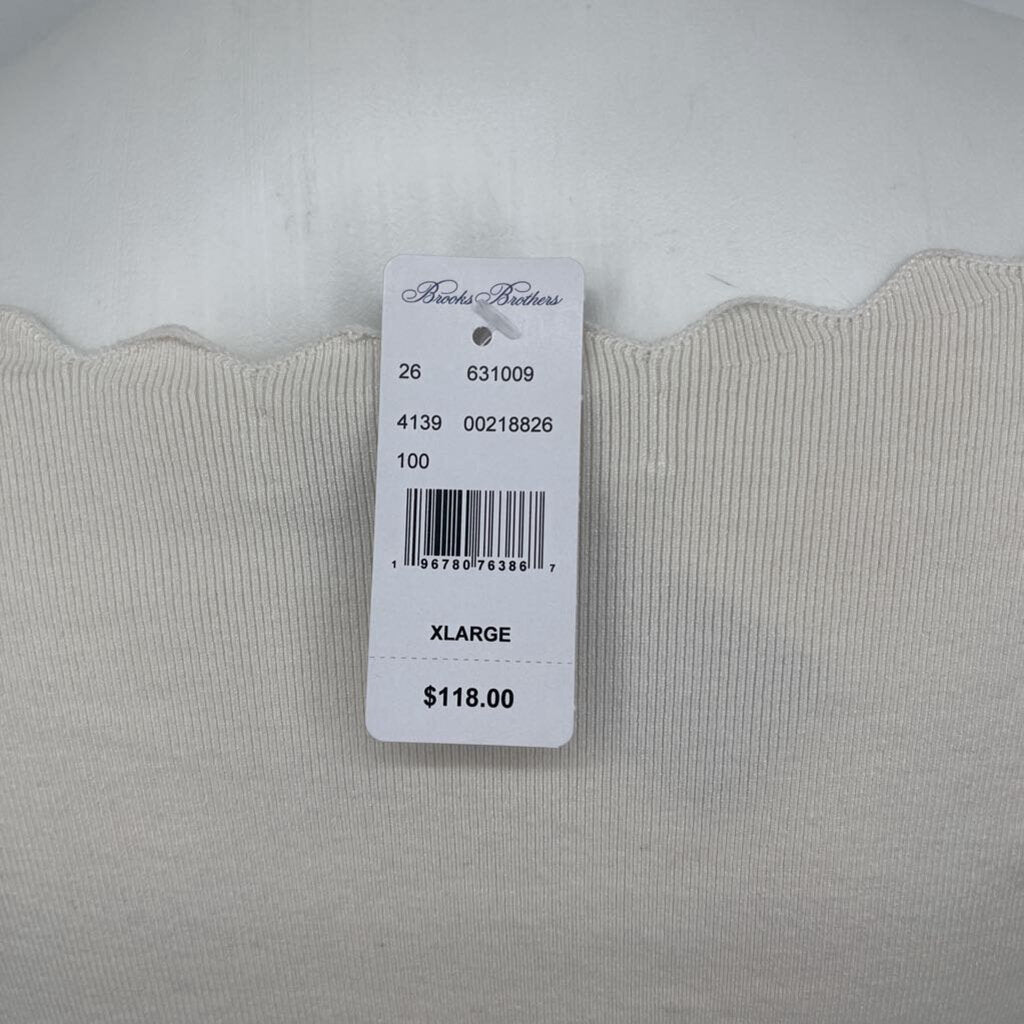 Brooks Brothers
26 631009
4139 00218826
100
1 96780 76386 7
XLARGE
$118.00